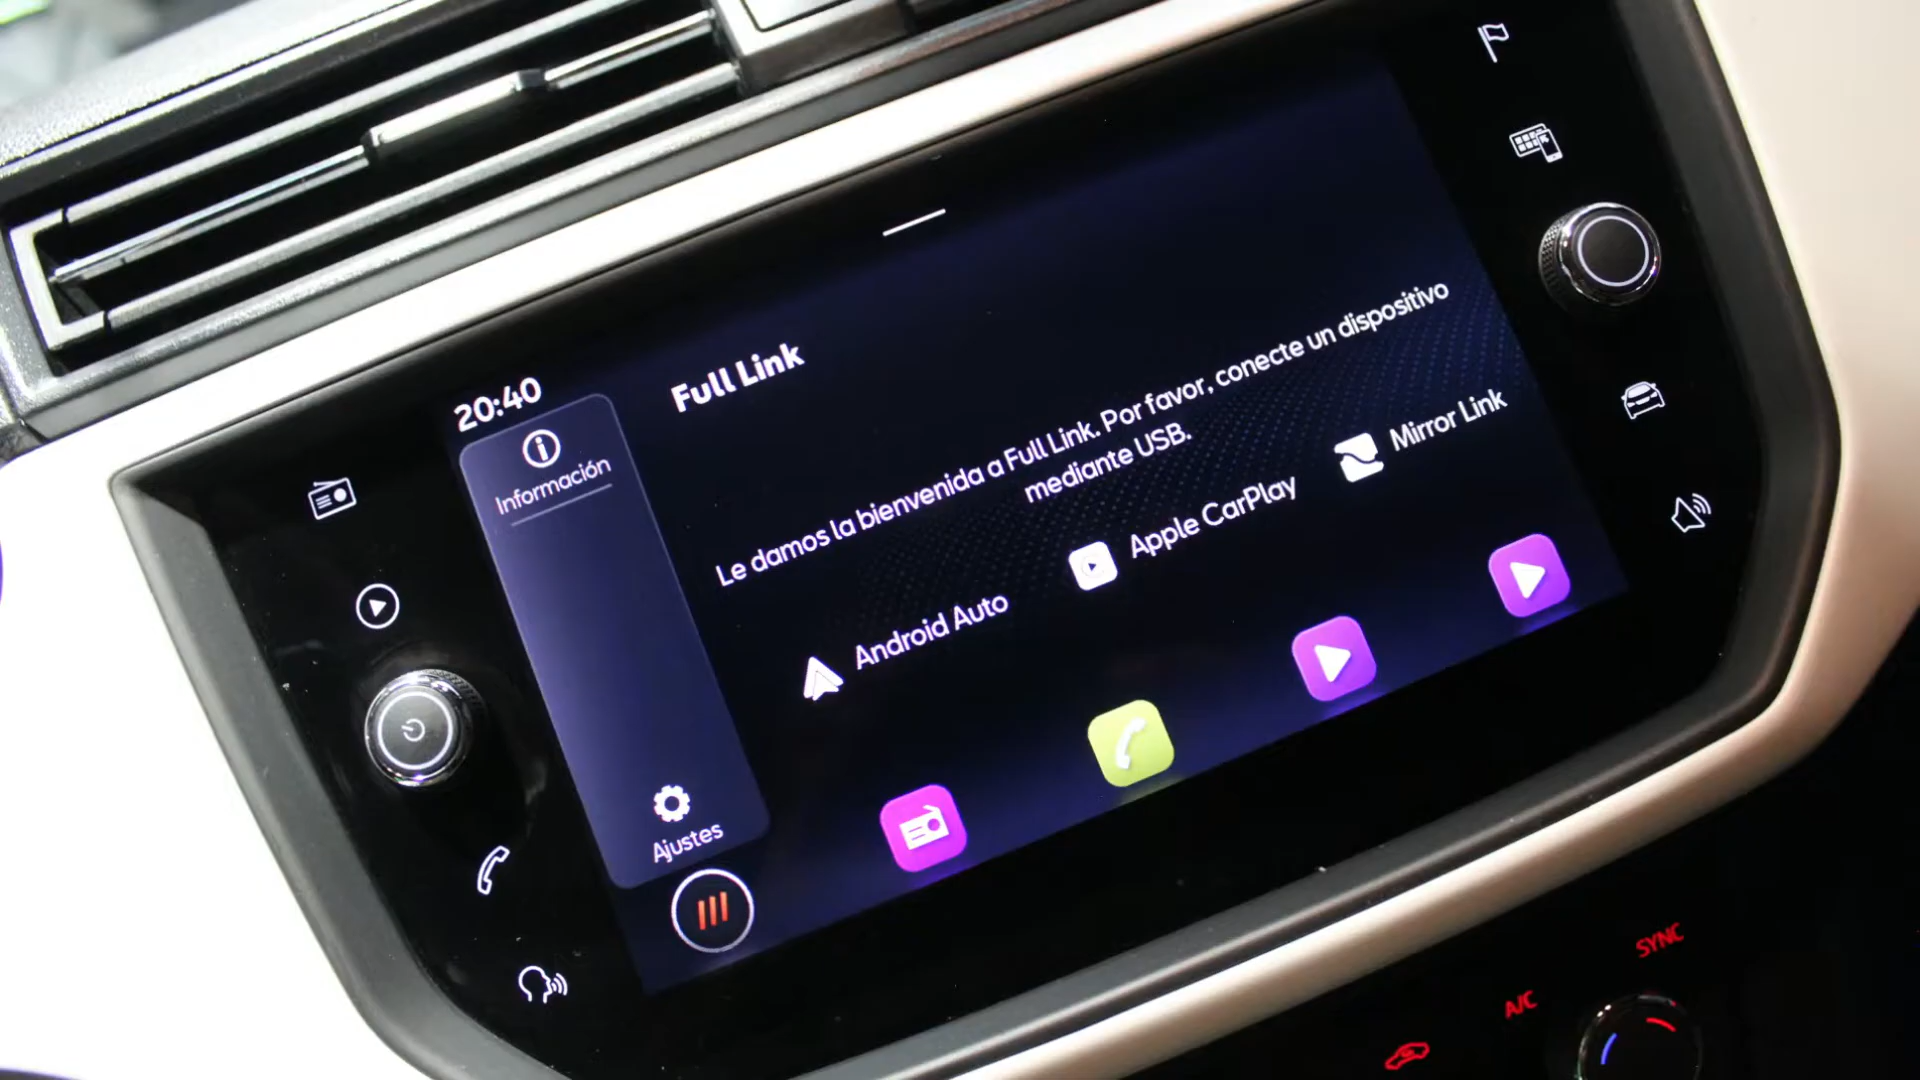 20:40
Full Link
Información
Le damos la bienvenida a Full Link. Por favor, conecte un dispositivo
mediante USB.
Android Auto
Apple CarPlay
Mirror Link
Ajustes
SYNC
A/C